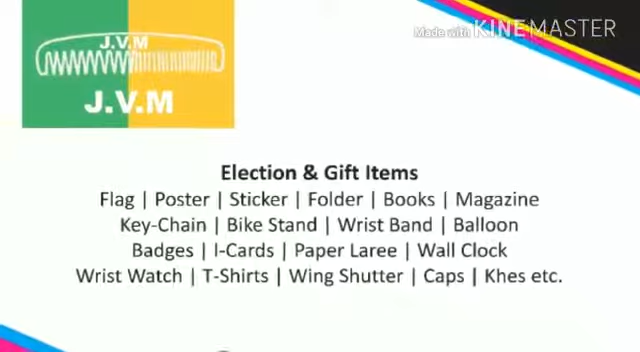 Made with KINEMASTER
J.V.M
J.V.M
Election & Gift Items
Flag | Poster | Sticker | Folder | Books | Magazine
Key-Chain | Bike Stand | Wrist Band | Balloon
Badges | I-Cards | Paper Laree | Wall Clock
Wrist Watch | T-Shirts | Wing Shutter | Caps | Khes etc.